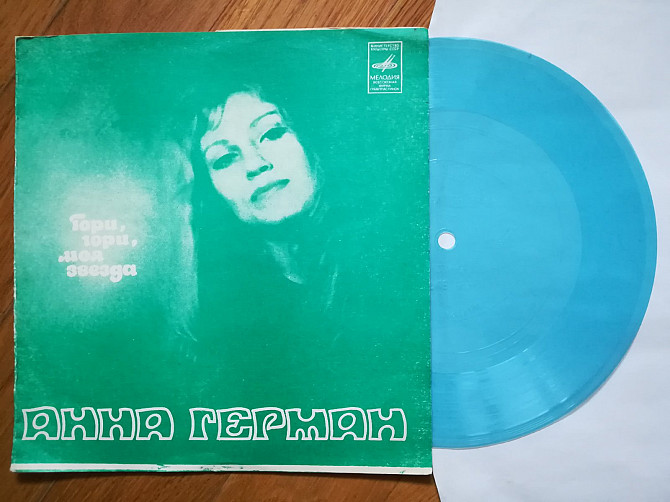 МЕЛОДИЯ
Гори,
гори,
моя
звезда
АННА ГЕРМАН